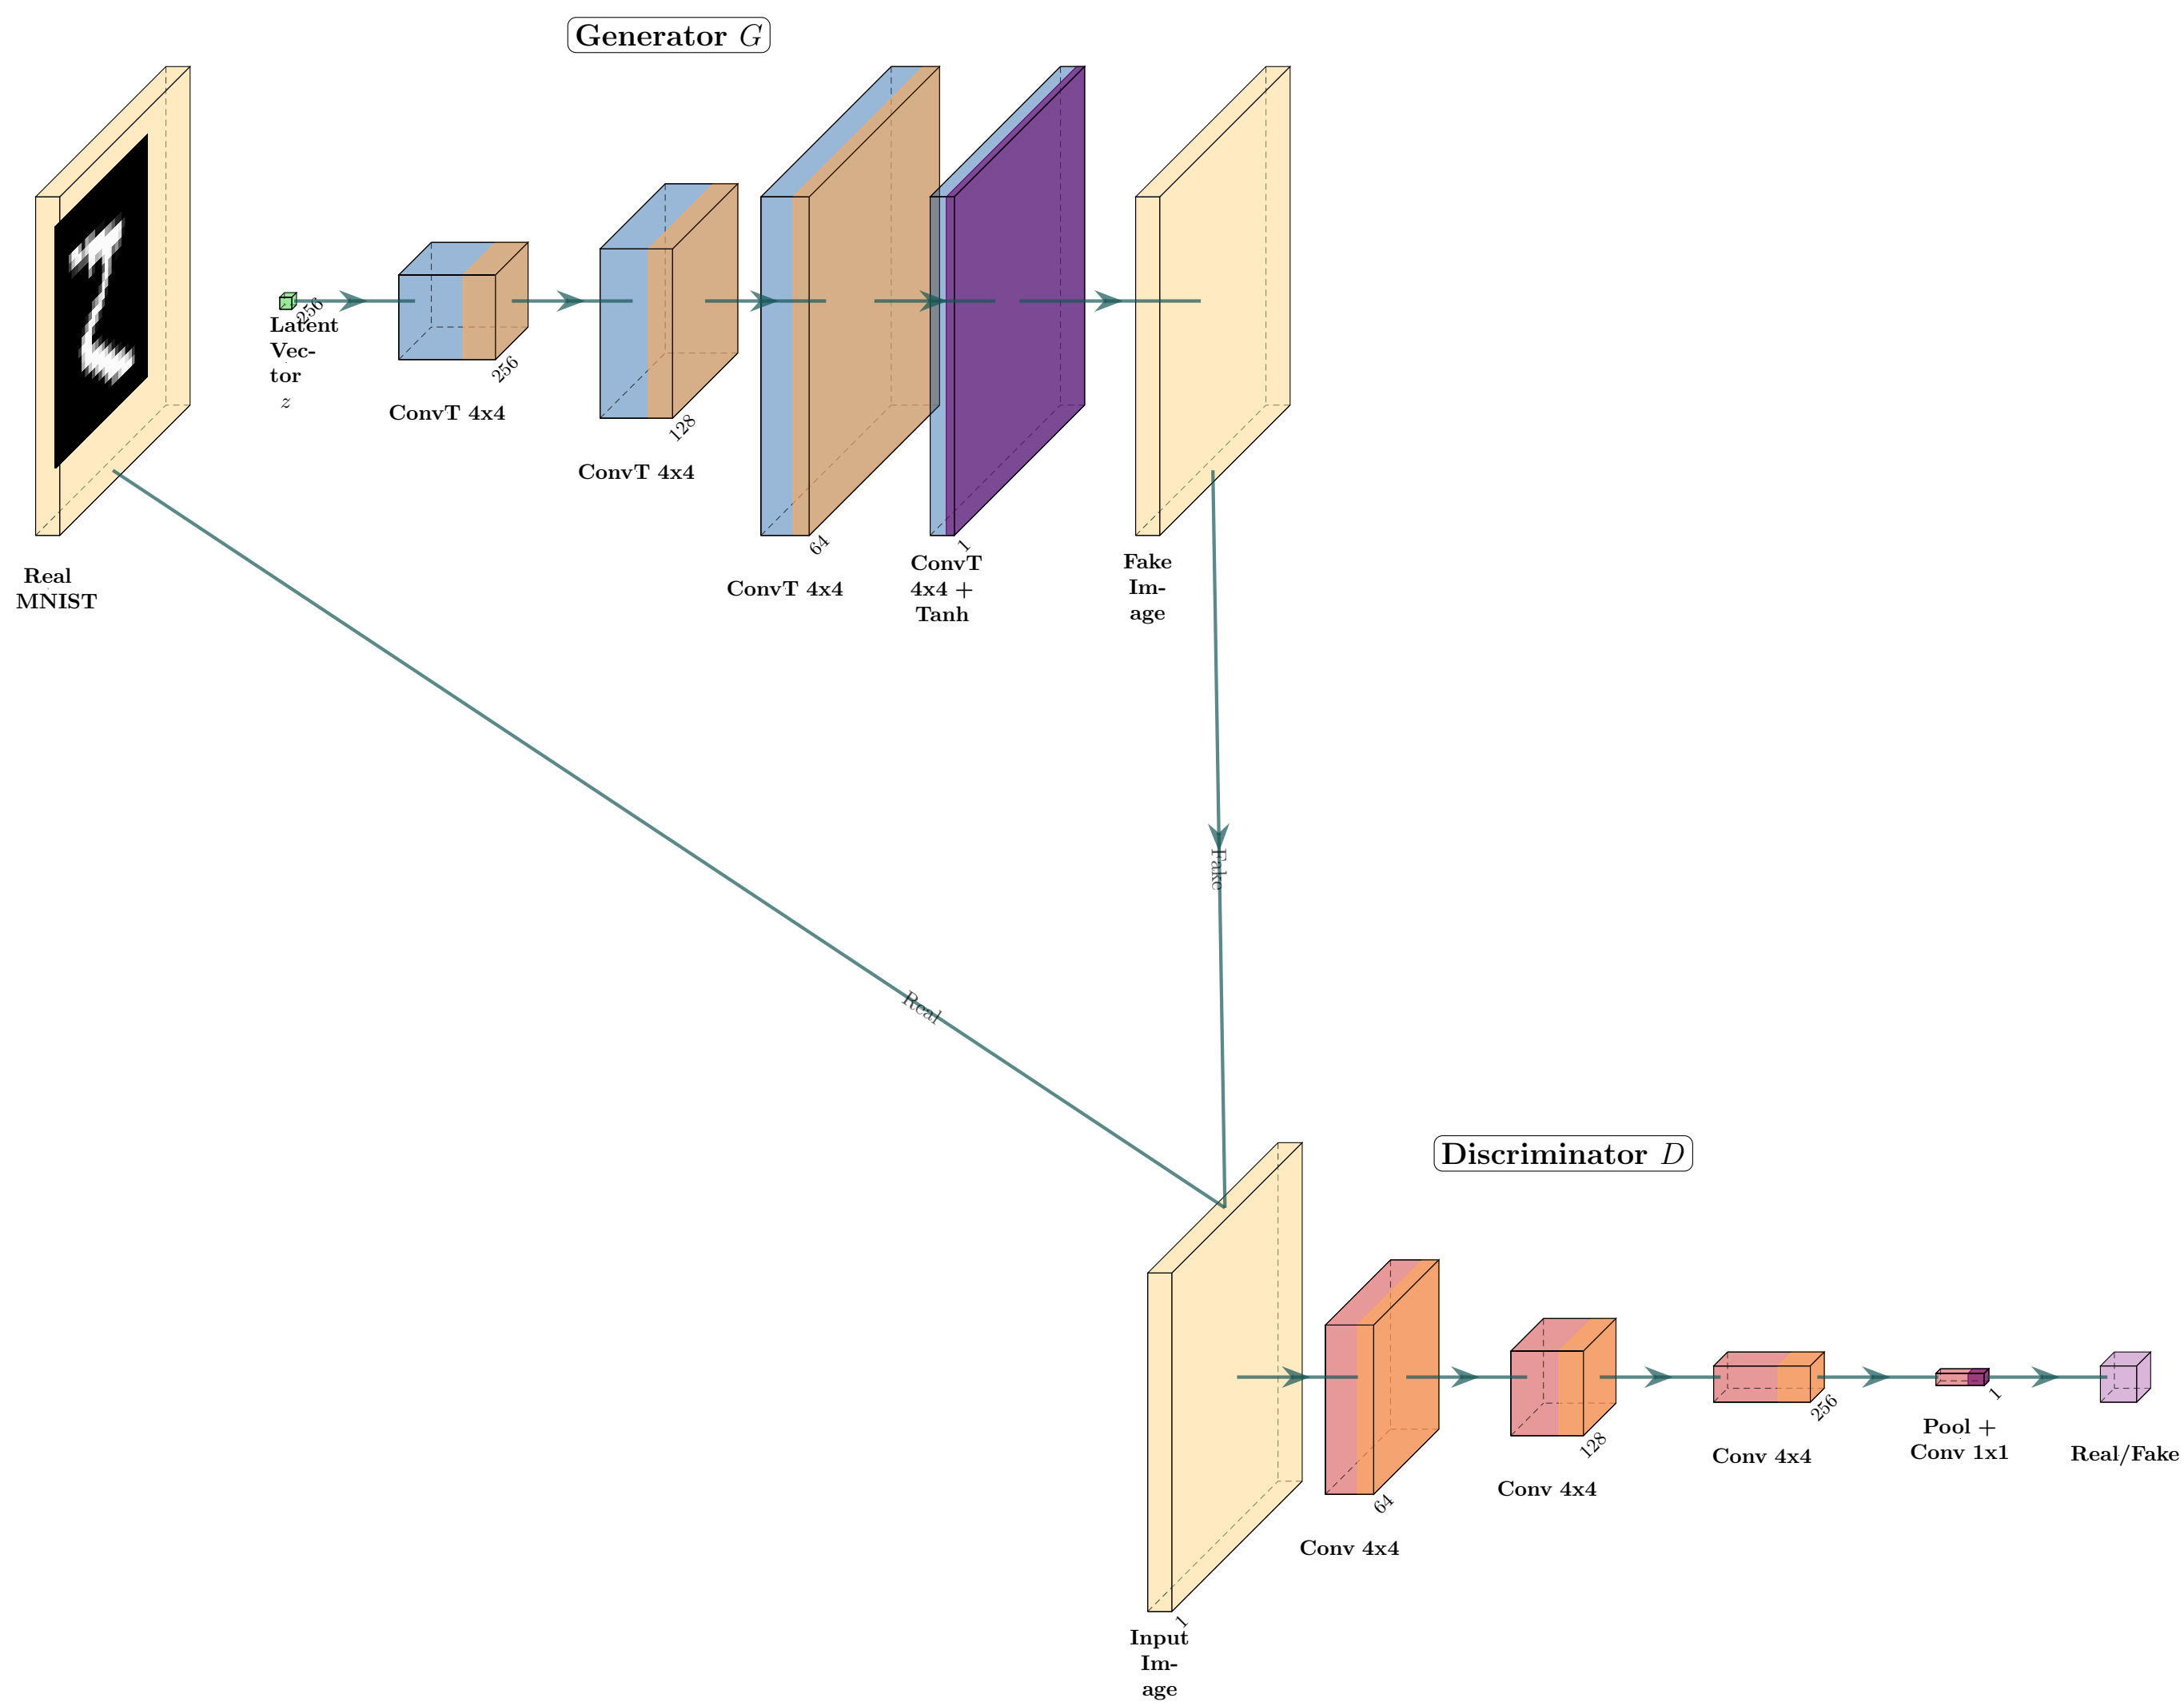 Generator G
256
Latent
Vec-
tor
z
256
ConvT 4x4
128
ConvT 4x4
64
ConvT 4x4
1
ConvT
4x4 +
Tanh
Fake
Im-
age
Real
MNIST
Fake
Real
Discriminator D
1
Input
Im-
age
64
Conv 4x4
128
Conv 4x4
256
Conv 4x4
1
Pool +
Conv 1x1
Real/Fake